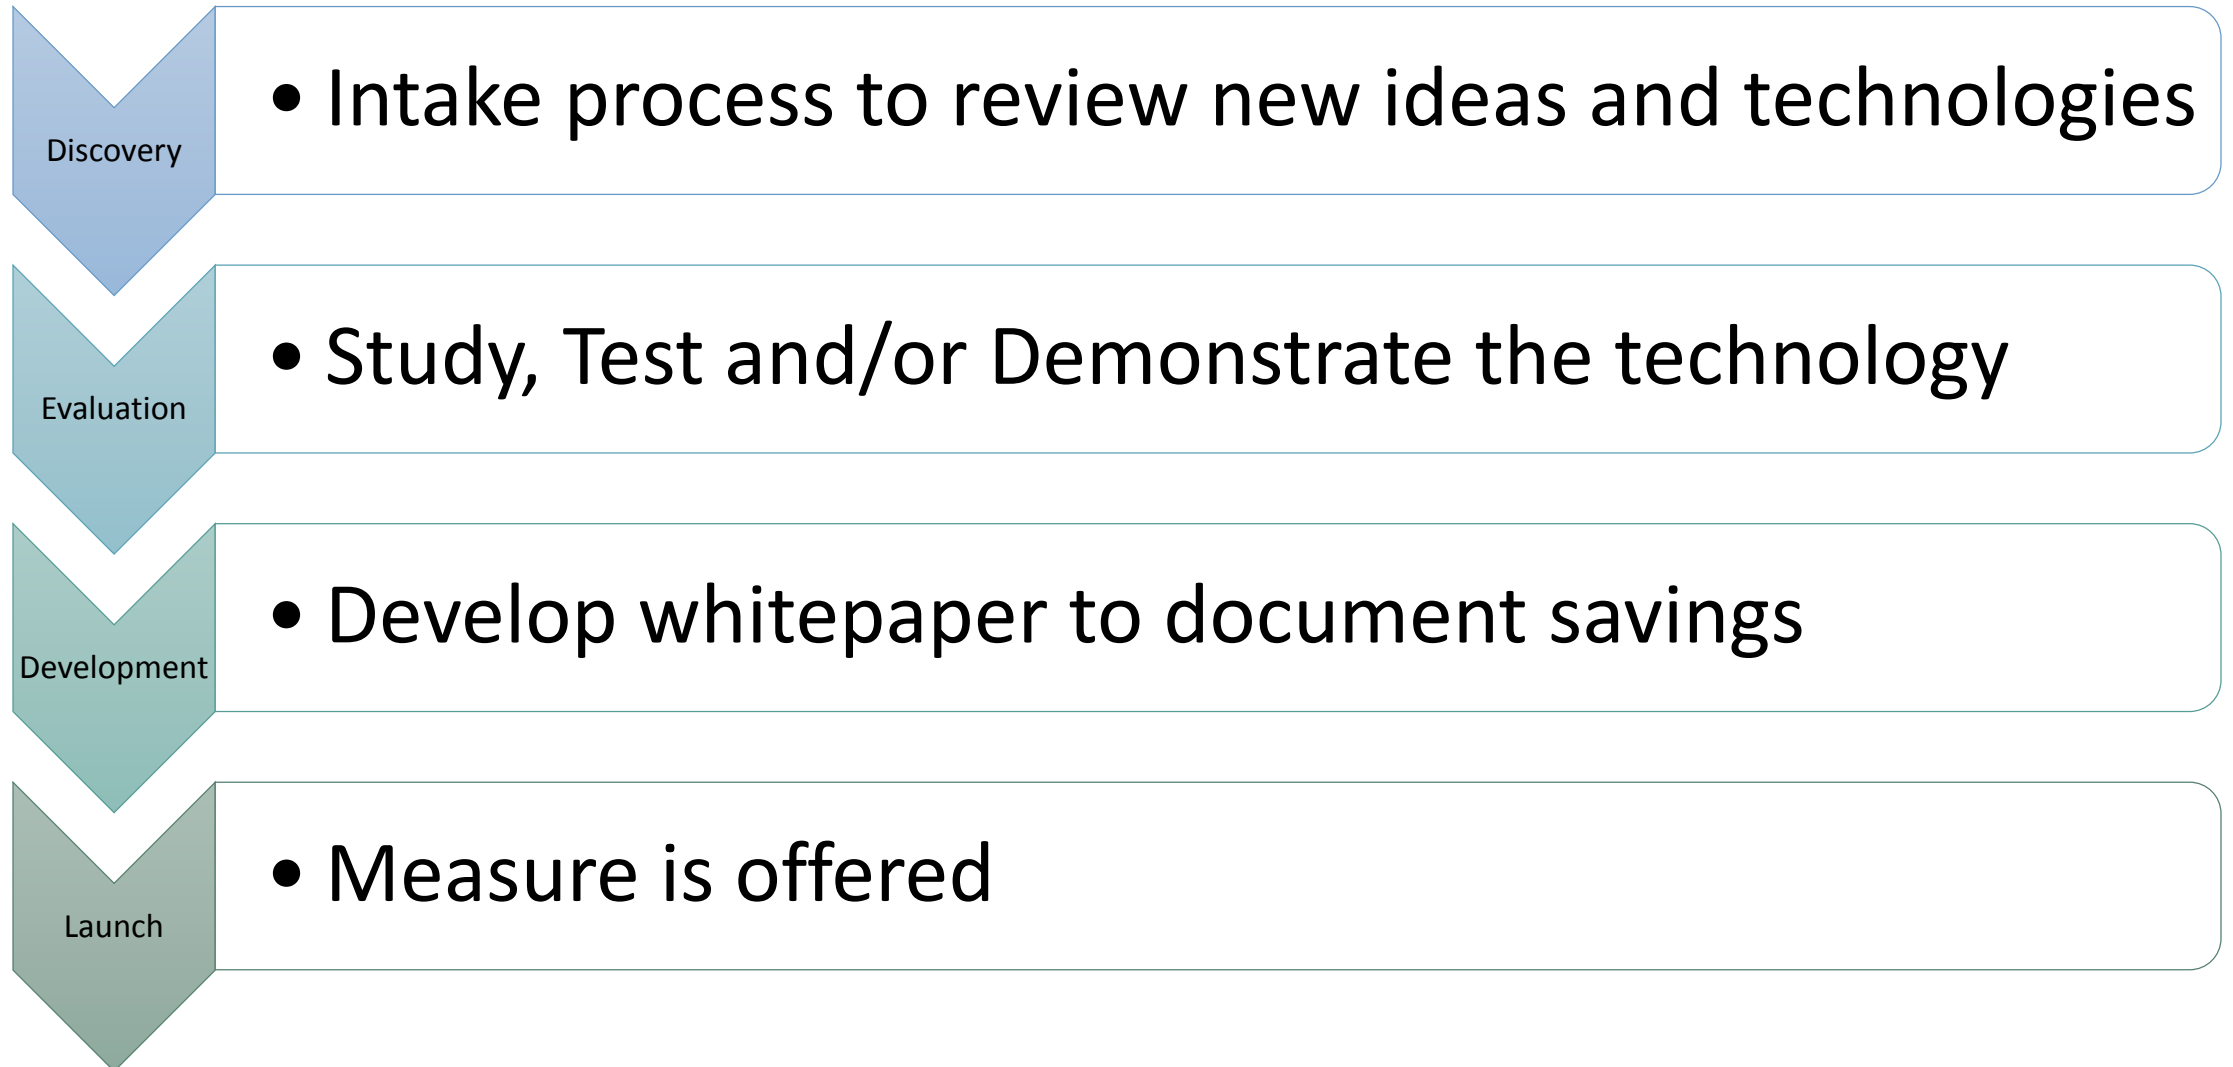 Discovery
• Intake process to review new ideas and technologies
Evaluation
• Study, Test and/or Demonstrate the technology
Development
• Develop whitepaper to document savings
Launch
• Measure is offered